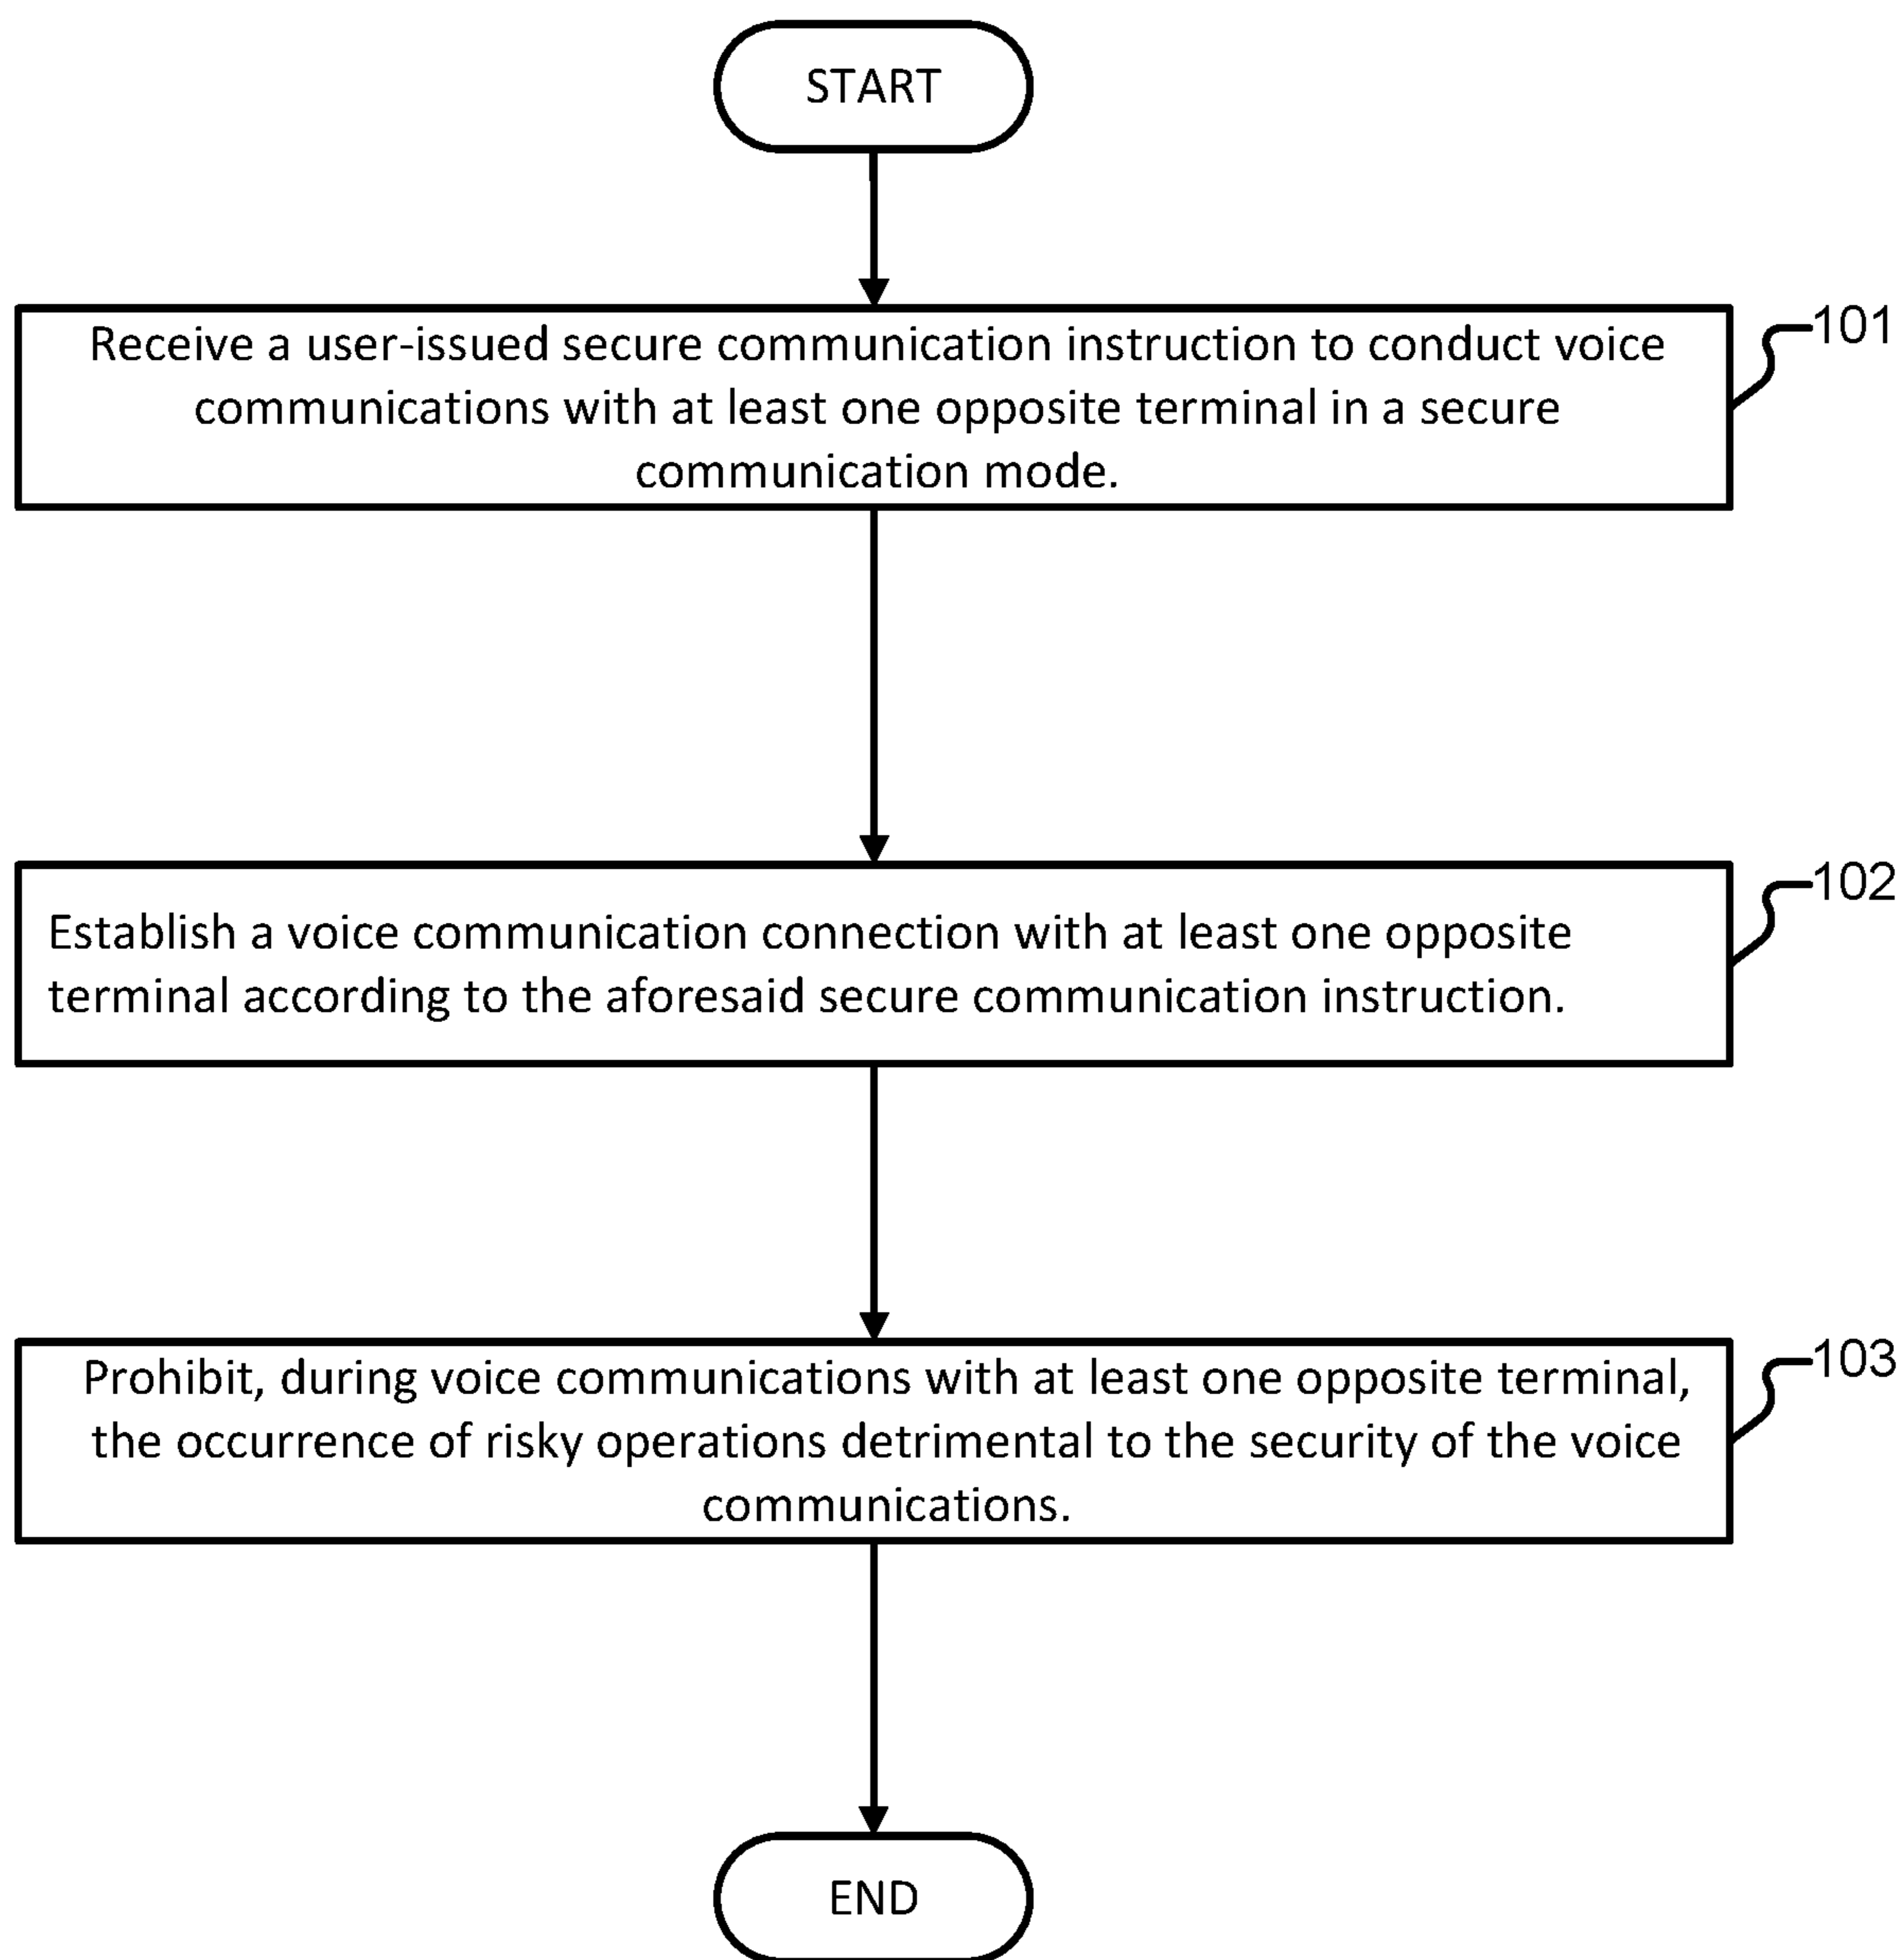 START
Receive a user-issued secure communication instruction to conduct voice
communications with at least one opposite terminal in a secure
communication mode.
101
Establish a voice communication connection with at least one opposite
terminal according to the aforesaid secure communication instruction.
102
Prohibit, during voice communications with at least one opposite terminal,
the occurrence of risky operations detrimental to the security of the voice
communications.
103
END